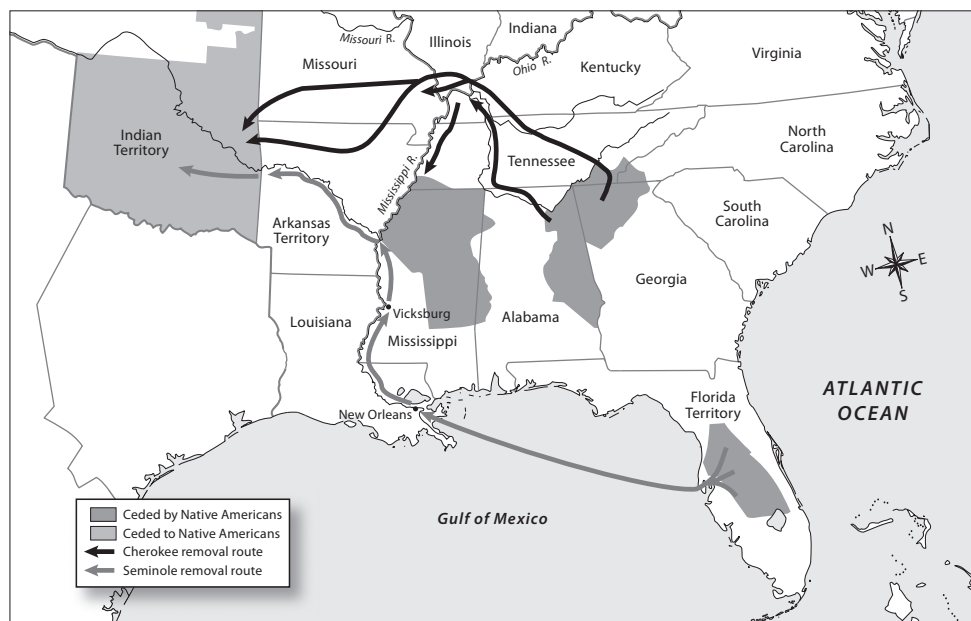 Missouri R.
Illinois
Indiana
Virginia
Missouri
Ohio R.
Kentucky
Indian
Territory
Mississippi R.
Tennessee
North
Carolina
Arkansas
Territory
South
Carolina
N
W
E
S
Georgia
Vicksburg
Louisiana
Mississippi
Alabama
ATLANTIC
OCEAN
Florida
Territory
New Orleans
Gulf of Mexico
Ceded by Native Americans
Ceded to Native Americans
Cherokee removal route
Seminole removal route